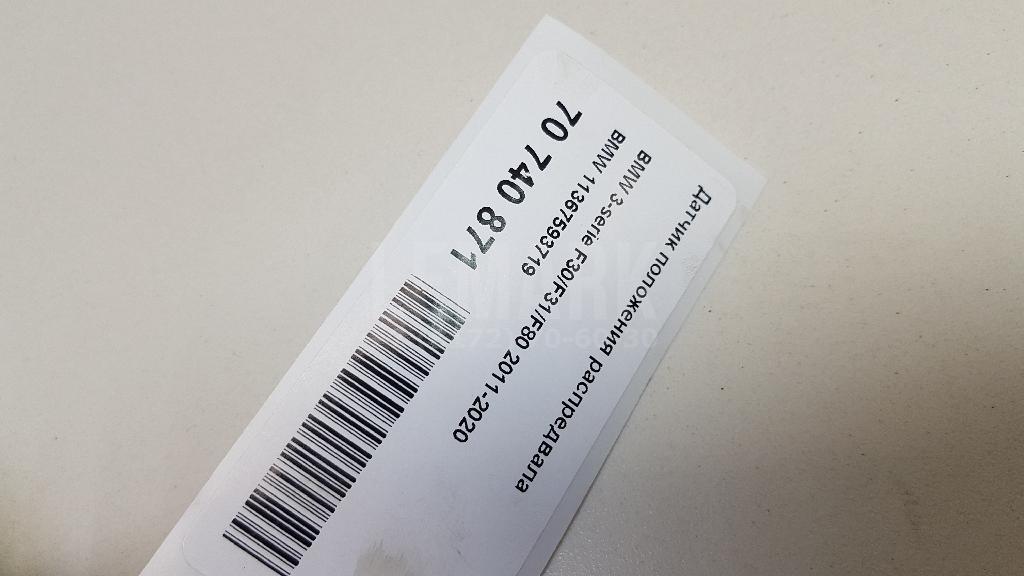 Датчик положения распредвала
BMW 3-serie F30/F31/F80 2011-2020
BMW 11367593719
70 740 871